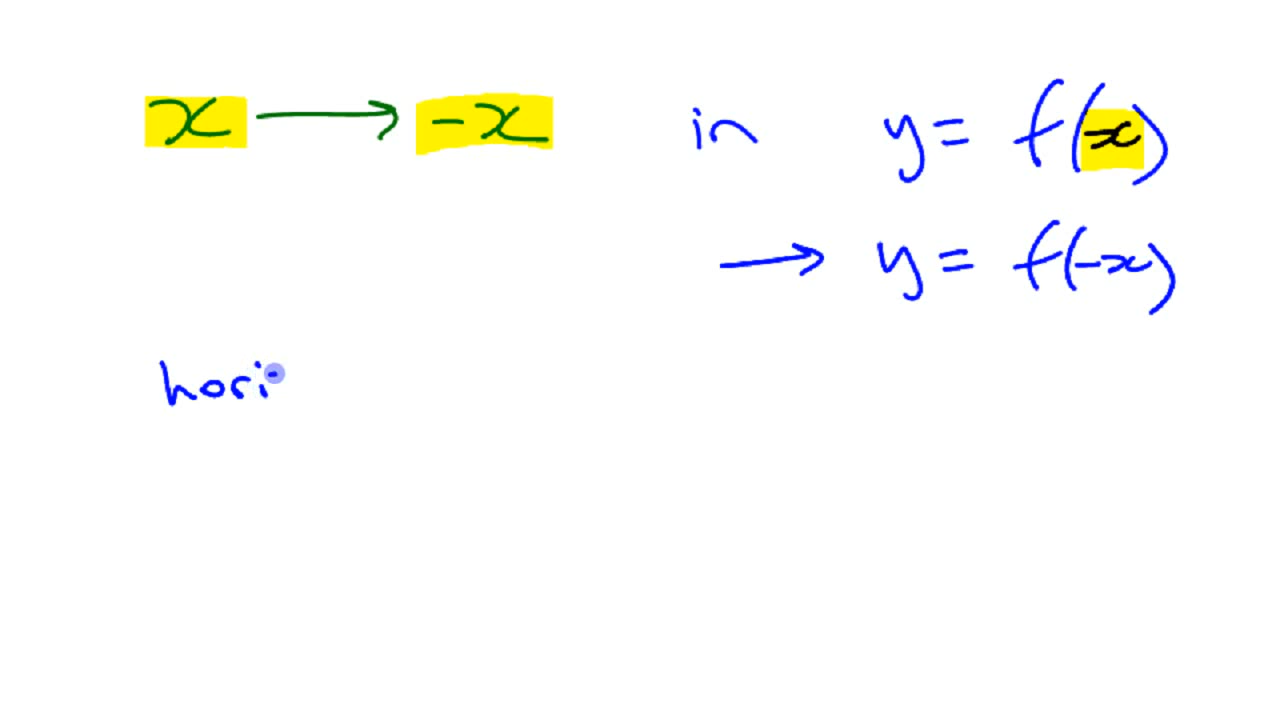 x → -x in y = f(x)
→ y = f(-x)
hori